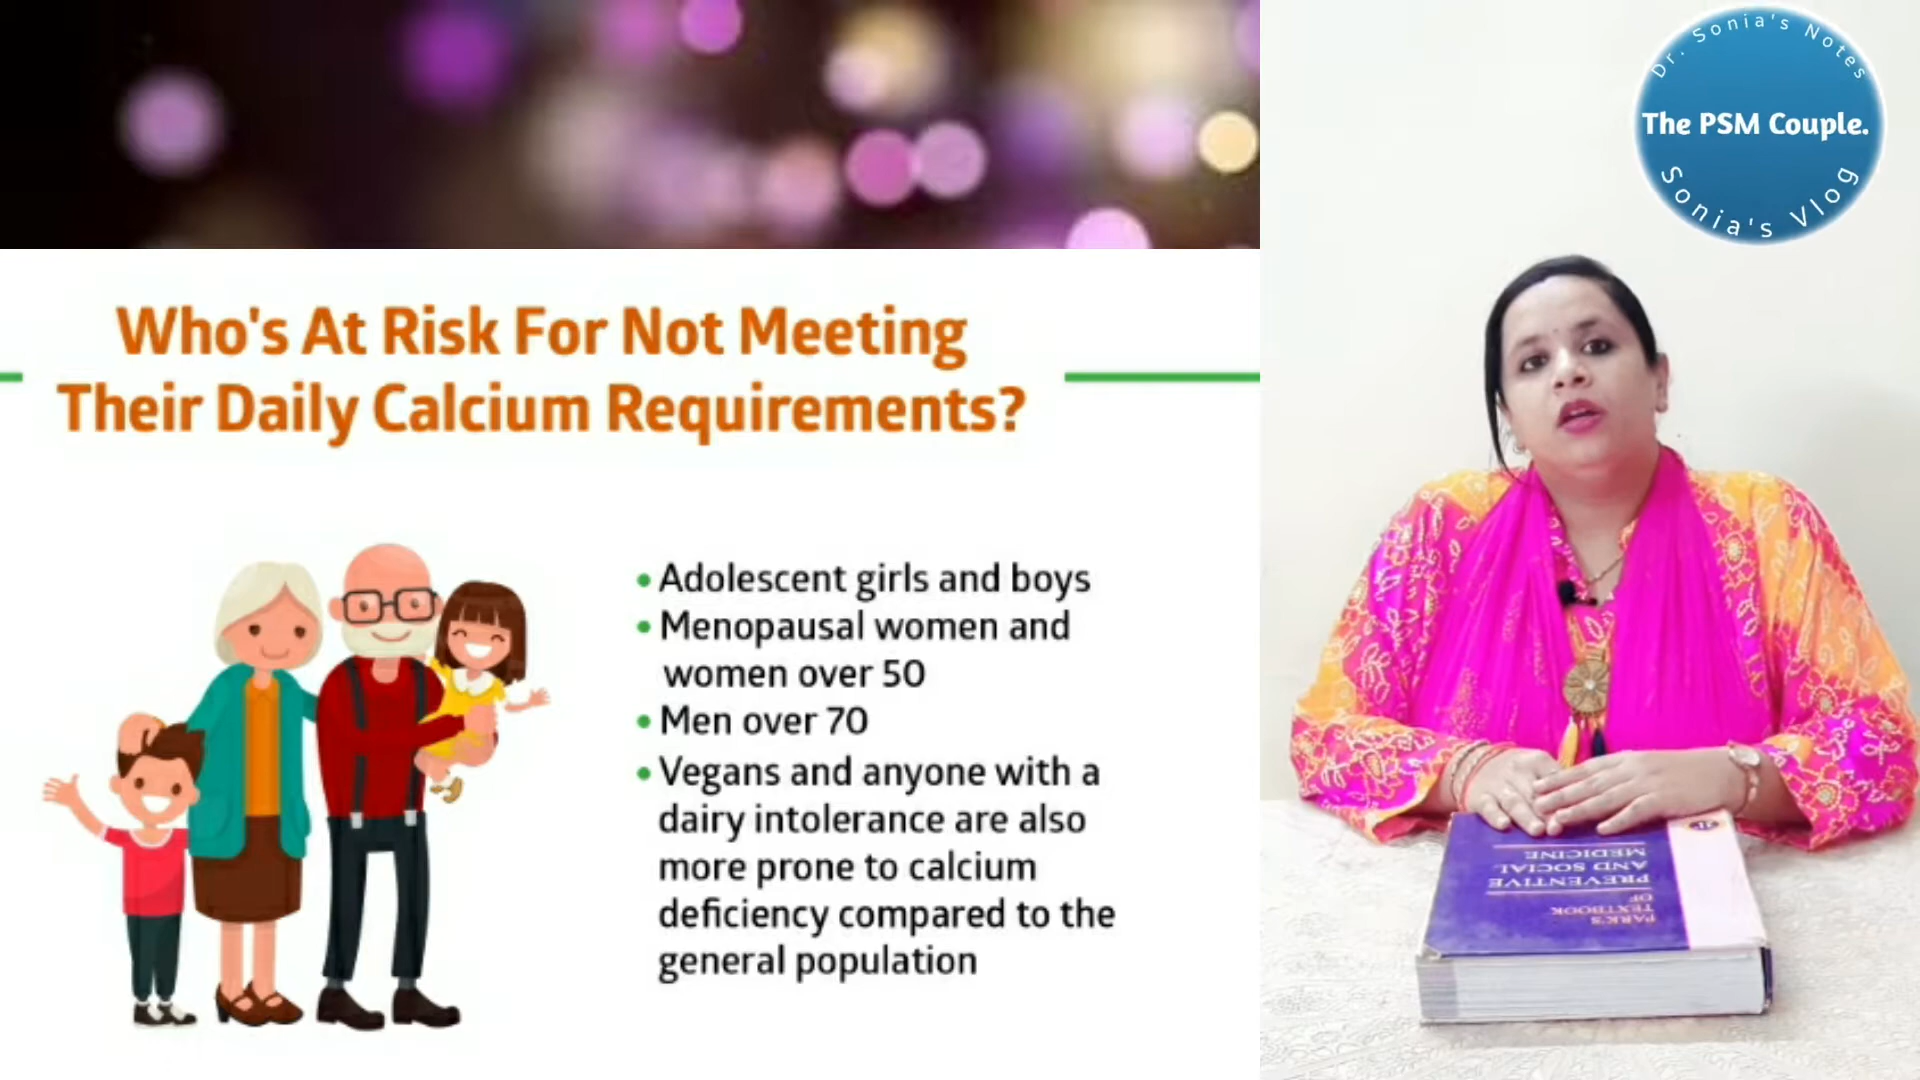 Who's At Risk For Not Meeting
Their Daily Calcium Requirements?
• Adolescent girls and boys
• Menopausal women and
women over 50
• Men over 70
• Vegans and anyone with a
dairy intolerance are also
more prone to calcium
deficiency compared to the
general population
Dr. Sonia's Notes
The PSM Couple.
Sonia's Vlog
PARK'S
TEXTBOOK
OF
PREVENTIVE
AND SOCIAL
MEDICINE